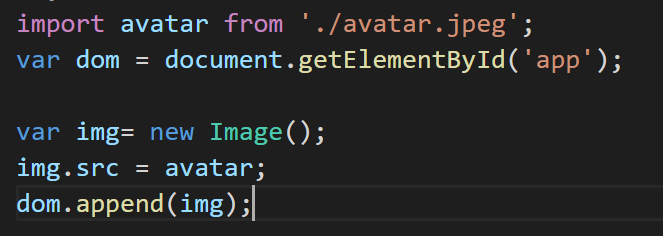 import avatar from './avatar.jpeg';
var dom = document.getElementById('app');
var img= new Image();
img.src = avatar;
dom.append(img);